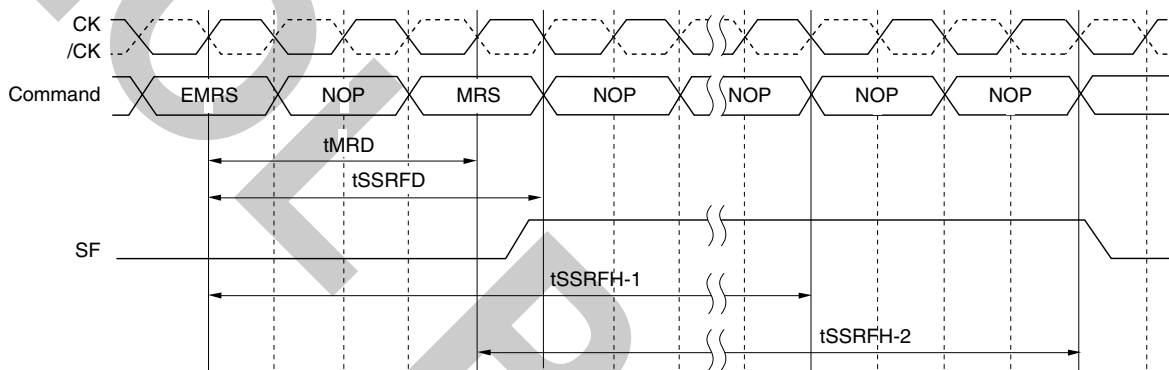 CK
/CK
Command EMRS NOP MRS NOP NOP NOP NOP
tMRD
tSSRFD
SF
tSSRFH-1
tSSRFH-2